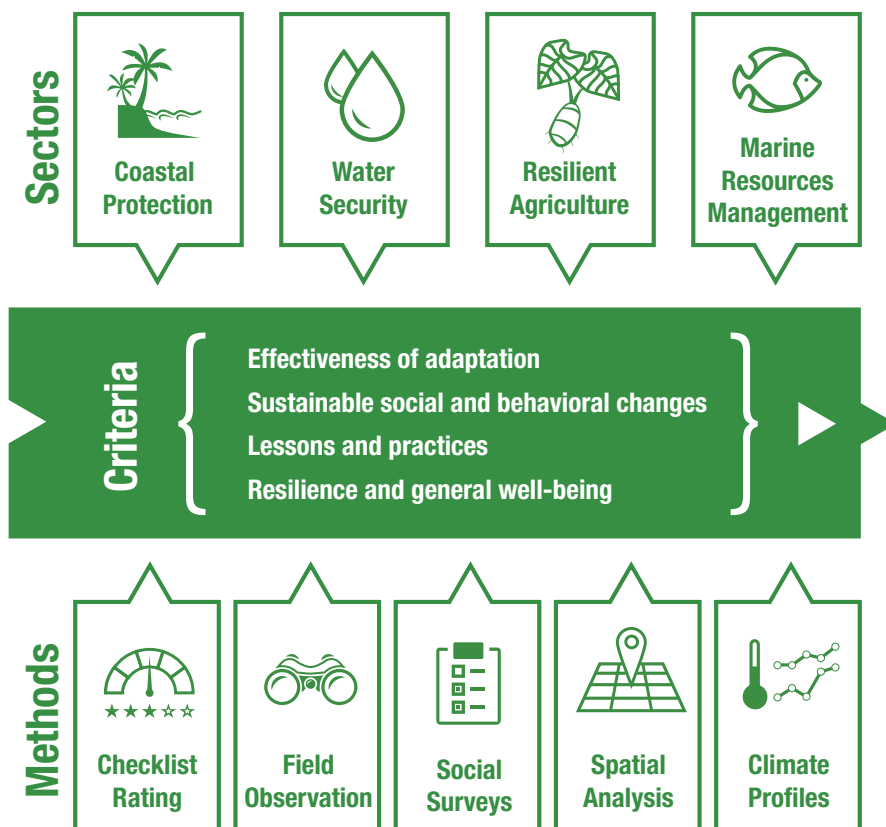 Sectors
Coastal
Protection
Water
Security
Resilient
Agriculture
Marine
Resources
Management
Criteria
Effectiveness of adaptation
Sustainable social and behavioral changes
Lessons and practices
Resilience and general well-being
Methods
Checklist
Rating
Field
Observation
Social
Surveys
Spatial
Analysis
Climate
Profiles